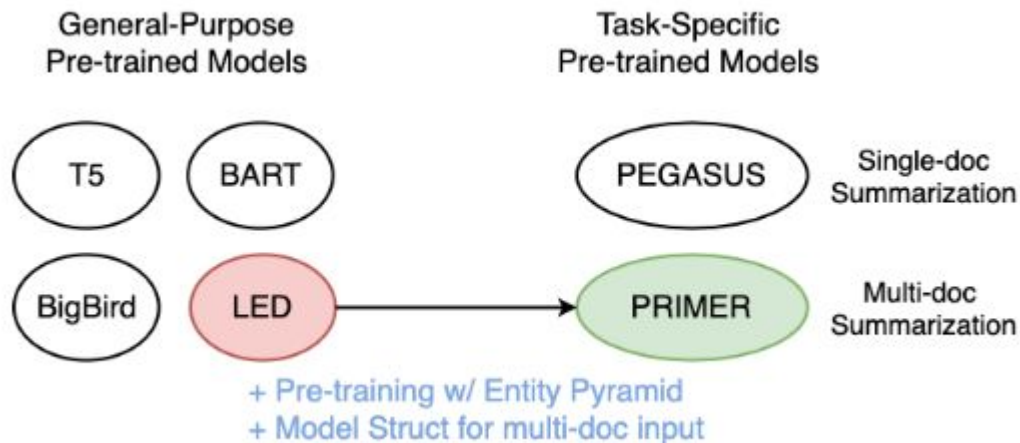 General-Purpose
Pre-trained Models
Task-Specific
Pre-trained Models
T5
BART
PEGASUS
Single-doc
Summarization
BigBird
LED
PRIMER
Multi-doc
Summarization
+ Pre-training w/ Entity Pyramid
+ Model Struct for multi-doc input